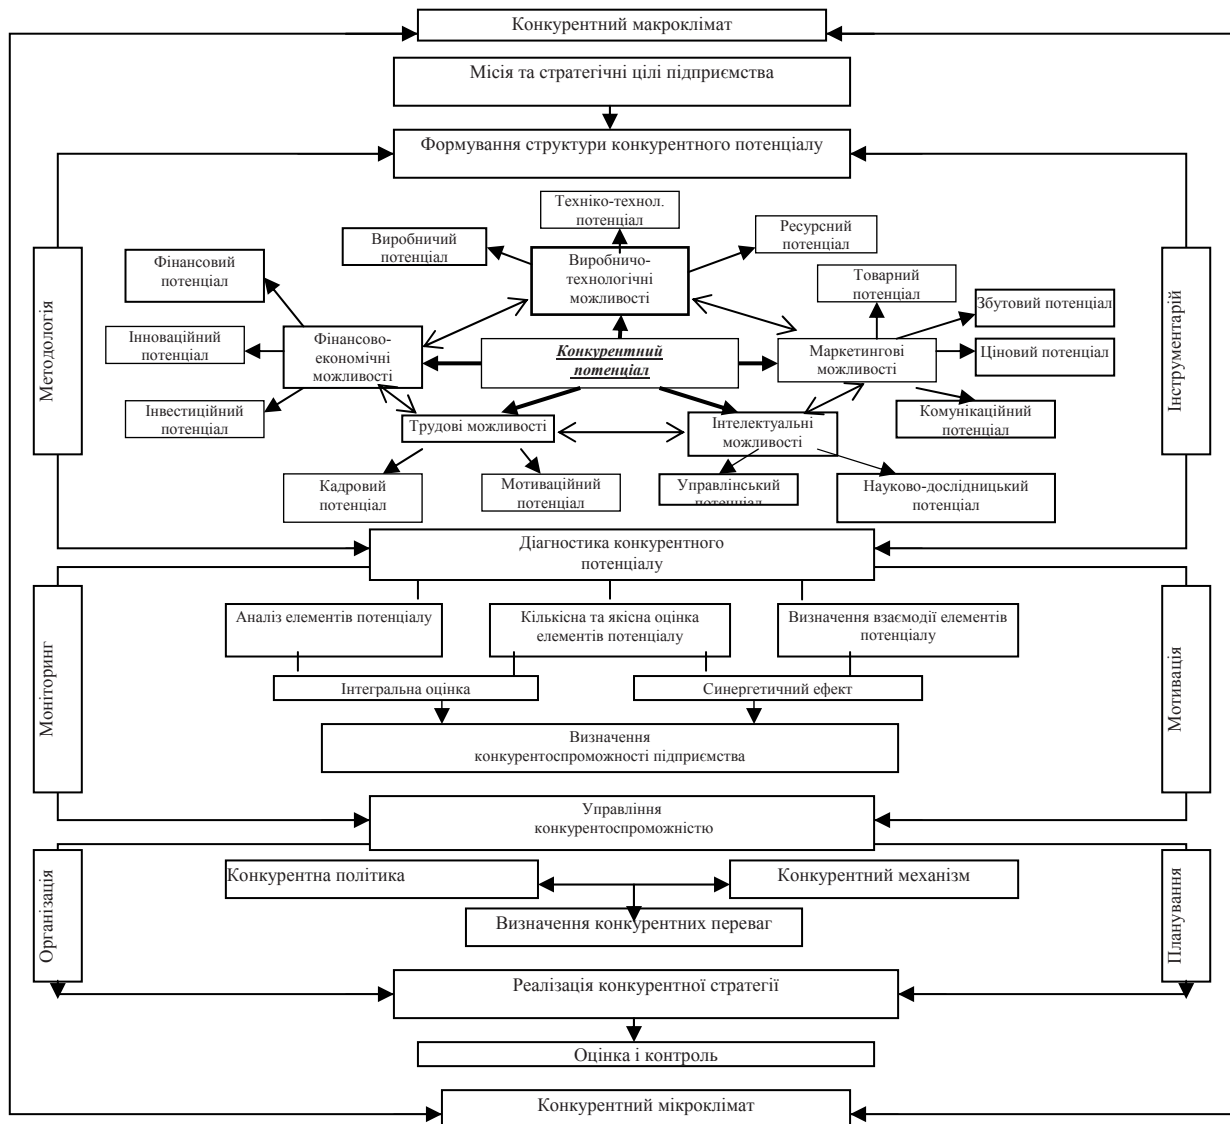 Конкурентний макроклімат
Місія та стратегічні цілі підприємства
Формування структури конкурентного потенціалу
Методологія
Інструментарій
Техніко-технол.
потенціал
Виробничий
потенціал
Ресурсний
потенціал
Виробничо-
технологічні
можливості
Фінансовий
потенціал
Товарний
потенціал
Збутовий потенціал
Інноваційний
потенціал
Фінансово-
економічні
можливості
Конкурентний
потенціал
Маркетингові
можливості
Ціновий потенціал
Інвестиційний
потенціал
Трудові можливості
Інтелектуальні
можливості
Комунікаційний
потенціал
Кадровий
потенціал
Мотиваційний
потенціал
Управлінський
потенціал
Науково-дослідницький
потенціал
Діагностика конкурентного
потенціалу
Моніторинг
Мотивація
Аналіз елементів потенціалу
Кількісна та якісна оцінка
елементів потенціалу
Визначення взаємодії елементів
потенціалу
Інтегральна оцінка
Синергетичний ефект
Визначення
конкурентоспроможності підприємства
Управління
конкурентоспроможністю
Організація
Планування
Конкурентна політика
Конкурентний механізм
Визначення конкурентних переваг
Реалізація конкурентної стратегії
Оцінка і контроль
Конкурентний мікроклімат